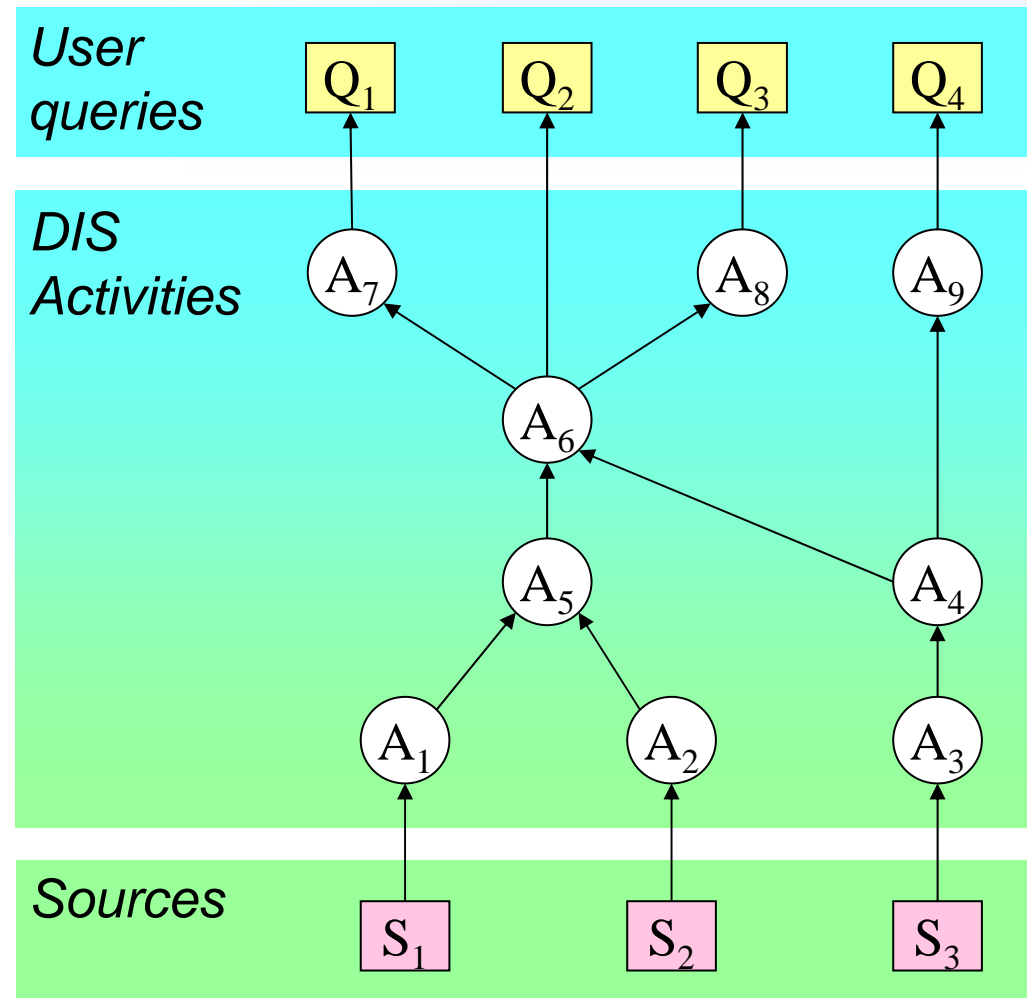 User
queries
Q₁ Q₂ Q₃ Q₄
DIS
Activities
A₇ A₈ A₉
A₆
A₅ A₄
A₁ A₂ A₃
Sources
S₁ S₂ S₃